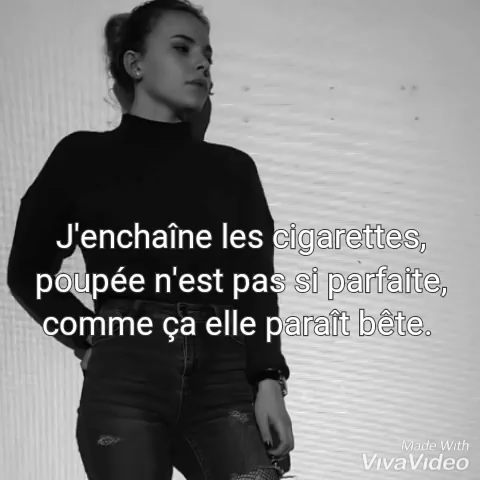 J'enchaîne les cigarettes,
poupée n'est pas si parfaite,
comme ça elle paraît bête.
Made With
VivaVideo